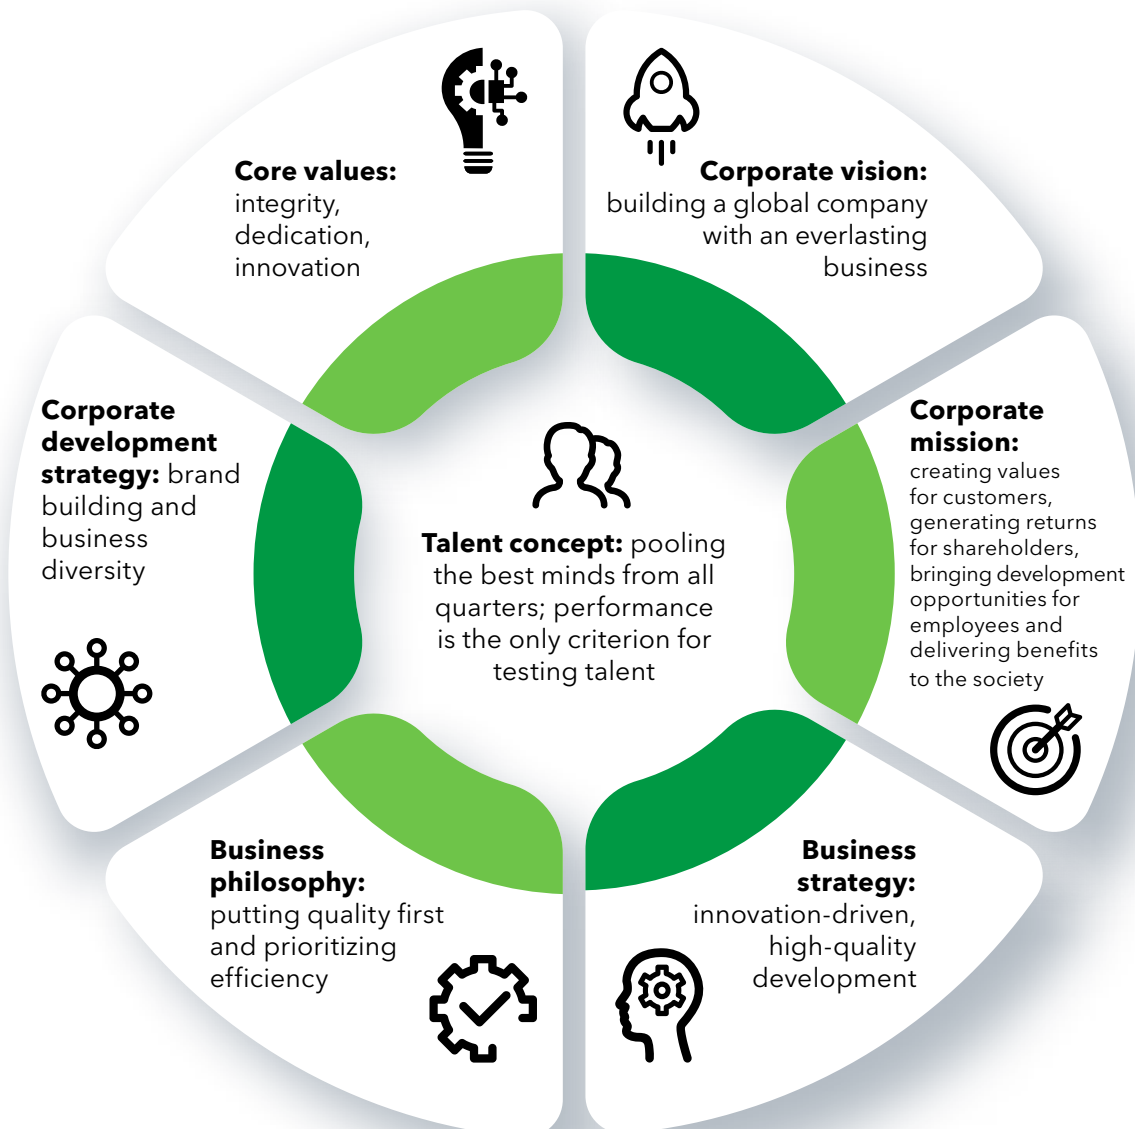 Core values:
integrity,
dedication,
innovation
Corporate vision:
building a global company
with an everlasting
business
Corporate
development
strategy: brand
building and
business
diversity
Talent concept: pooling
the best minds from all
quarters; performance
is the only criterion for
testing talent
Corporate
mission:
creating values
for customers,
generating returns
for shareholders,
bringing development
opportunities for
employees and
delivering benefits
to the society
Business
philosophy:
putting quality first
and prioritizing
efficiency
Business
strategy:
innovation-driven,
high-quality
development